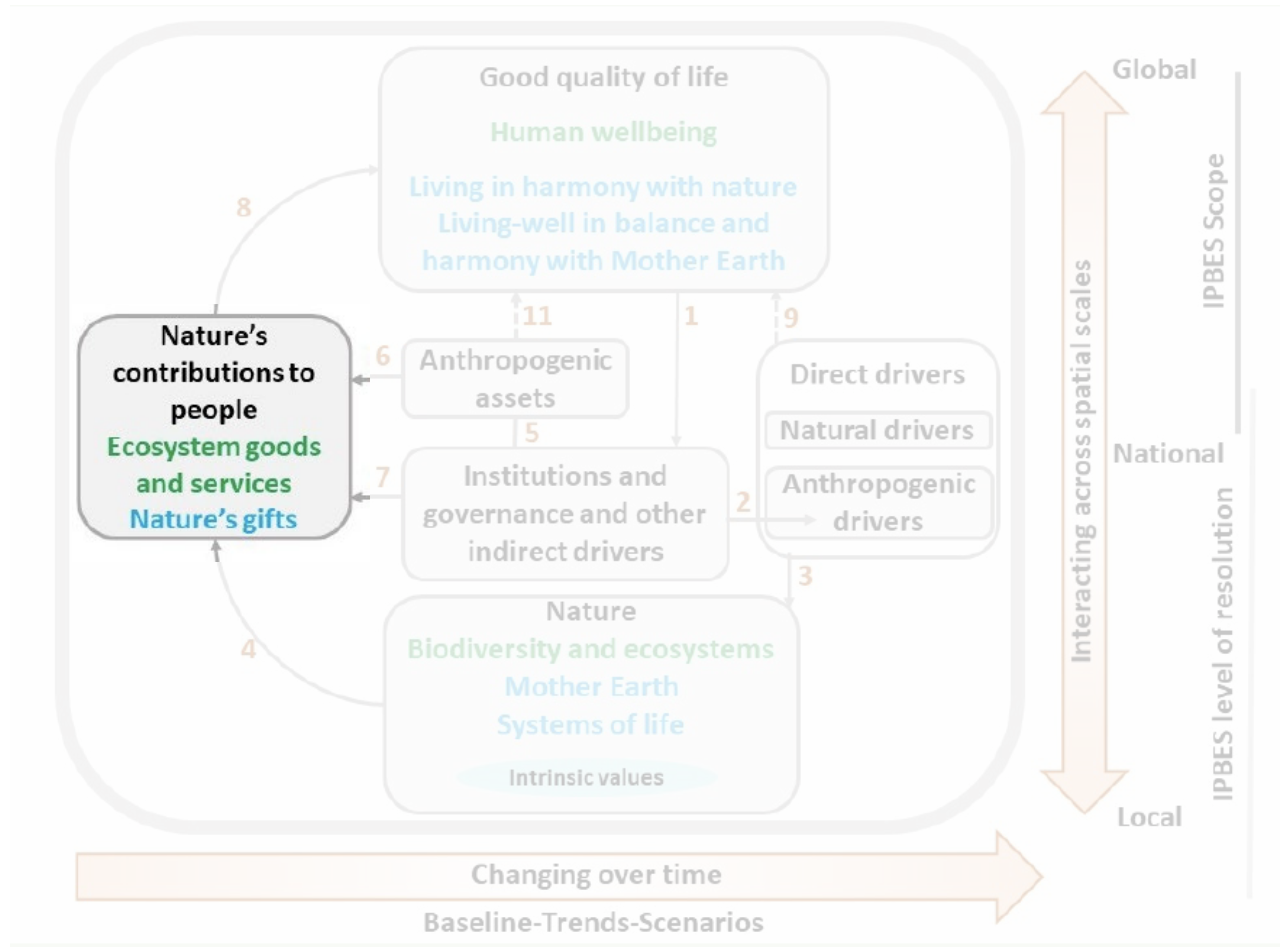 Good quality of life
Human wellbeing
Living in harmony with nature
Living-well in balance and
harmony with Mother Earth
8
11
1
9
Nature's
contributions to
people
Ecosystem goods
and services
Nature's gifts
6
Anthropogenic
assets
5
7
Institutions and
governance and other
indirect drivers
2
Direct drivers
Natural drivers
Anthropogenic
drivers
3
4
Nature
Biodiversity and ecosystems
Mother Earth
Systems of life
Intrinsic values
Global
National
Local
Interacting across spatial scales
IPBES Scope
IPBES level of resolution
Changing over time
Baseline-Trends-Scenarios